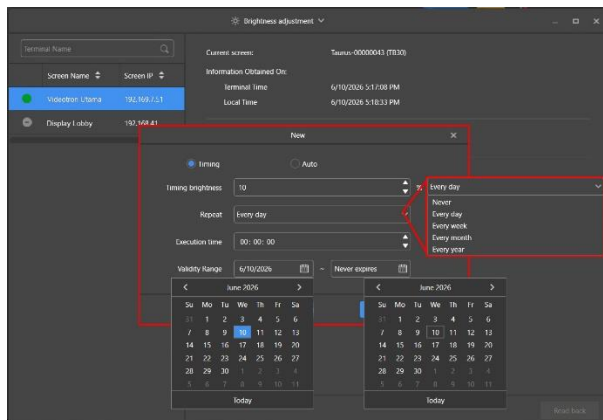 Brightness adjustment
Terminal Name
Current screen: Taurus-00000043 (TB30)
Information Obtained On:
Screen Name Screen IP
Terminal Time 6/10/2026 5:17:08 PM
Videotron Utama 192.168.7.51
Local Time 6/10/2026 5:18:33 PM
Display Lobby 192.168.41
New
Timing Auto
Timing brightness 10 %
Every day
Never
Every day
Every week
Every month
Every year
Repeat Every day
Execution time 00: 00: 00
Validity Range 6/10/2026 – Never expires
June 2026
Su Mo Tu We Th Fr Sa
31 1 2 3 4 5 6
7 8 9 10 11 12 13
14 15 16 17 18 19 20
21 22 23 24 25 26 27
28 29 30 1 2 3 4
5 6 7 8 9 10 11
Today
June 2026
Su Mo Tu We Th Fr Sa
31 1 2 3 4 5 6
7 8 9 10 11 12 13
14 15 16 17 18 19 20
21 22 23 24 25 26 27
28 29 30 1 2 3 4
5 6 7 8 9 10 11
Today
Read back